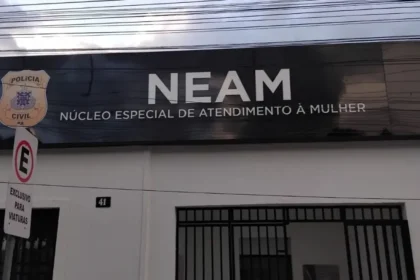 NEAM
NÚCLEO ESPECIAL DE ATENDIMENTO À MULHER
POLÍCIA
CIVIL
E
EXCLUSIVO
PARA
VIATURAS
41